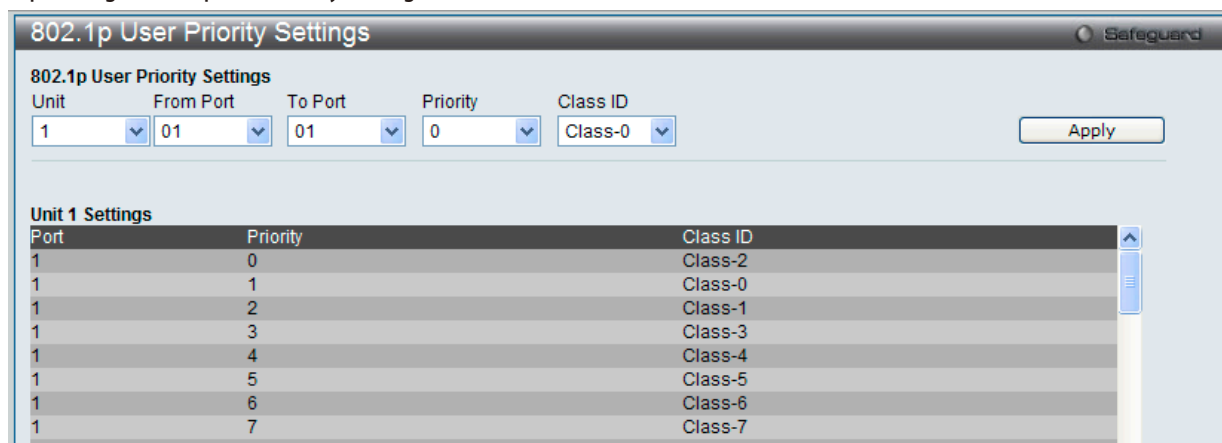 802.1p User Priority Settings
Safeguard
802.1p User Priority Settings
Unit From Port To Port Priority Class ID
1 01 01 0 Class-0 Apply
Unit 1 Settings
Port Priority Class ID
1 0 Class-2
1 1 Class-0
1 2 Class-1
1 3 Class-3
1 4 Class-4
1 5 Class-5
1 6 Class-6
1 7 Class-7